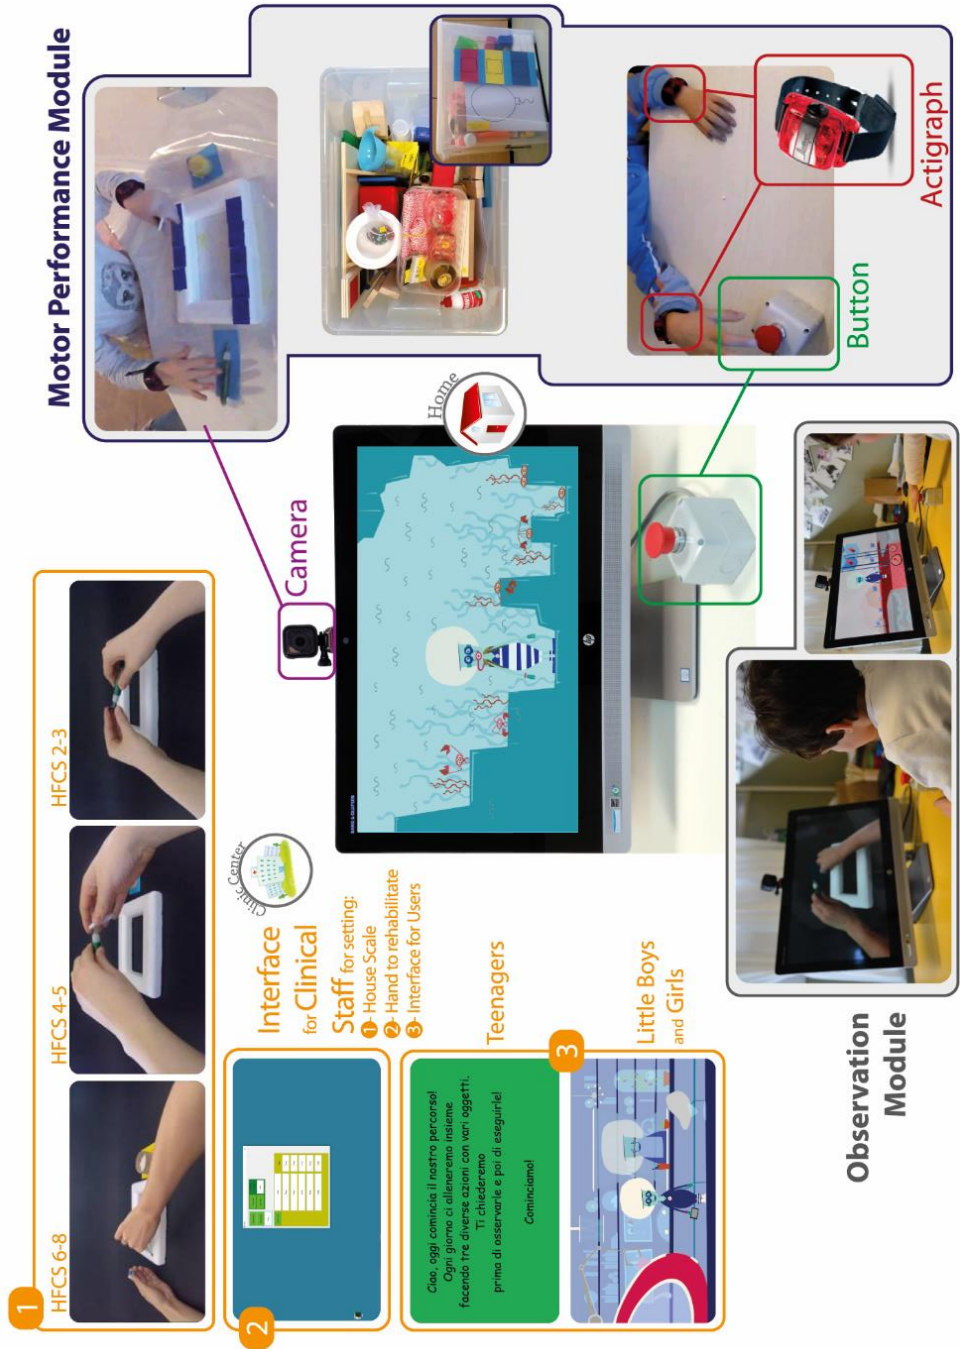 1
HFCS 6-8
HFCS 4-5
HFCS 2-3
2
Interface
for Clinical
Staff for setting:
1- House Scale
2- Hand to rehabilitate
3- Interface for Users
Clinic Center
Ciao, oggi comincia il nostro percorso!
Ogni giorno ci alleneremo insieme
facendo tre diverse azioni con vari oggetti.
Ti chiederemo
prima di osservarle e poi di eseguirle!
Cominciamo!
3
Teenagers
Little Boys
and Girls
Camera
Home
hp
Motor Performance Module
Button
Actigraph
Observation
Module